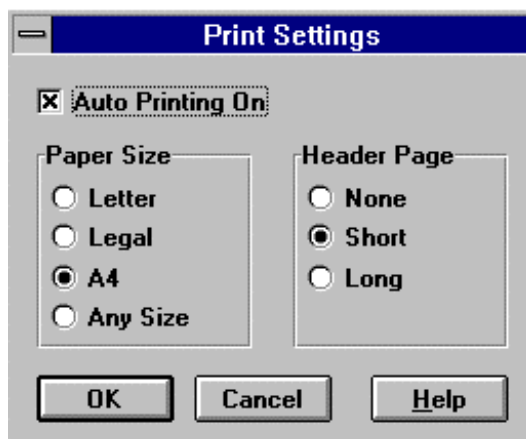 Print Settings
Auto Printing On
Paper Size
Letter
Legal
A4
Any Size
Header Page
None
Short
Long
OK
Cancel
Help